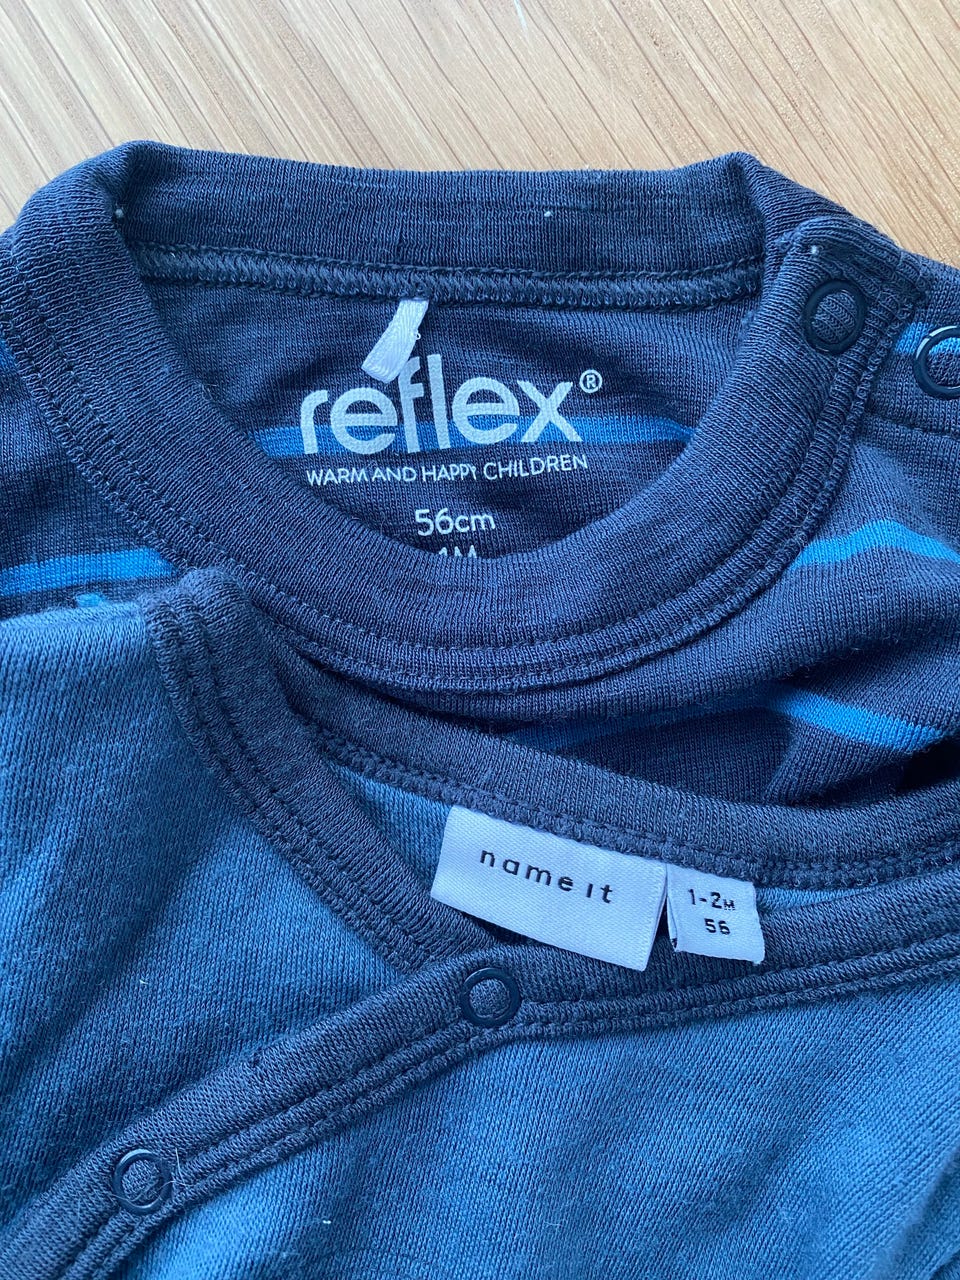 reflex®
WARM AND HAPPY CHILDREN
56cm
name it
1-2M
56